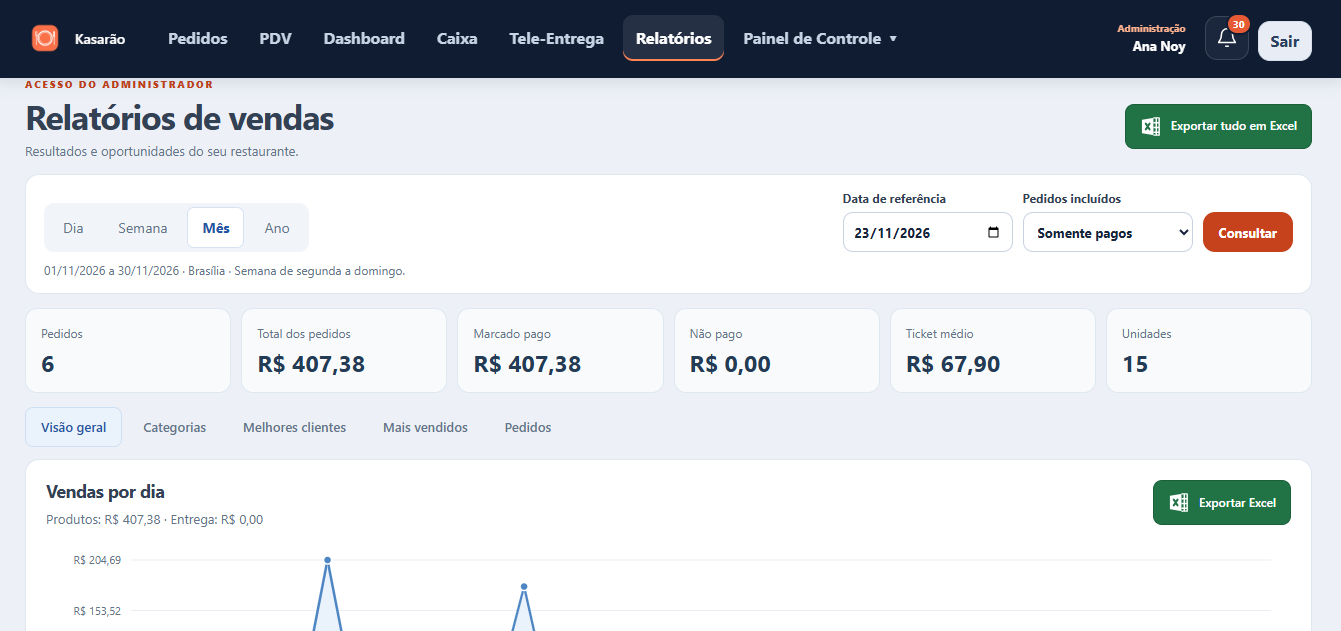 Kasarão
Pedidos
PDV
Dashboard
Caixa
Tele-Entrega
Relatórios
Painel de Controle
Administração
Ana Noy
30
Sair
ACESSO DO ADMINISTRADOR
Relatórios de vendas
Resultados e oportunidades do seu restaurante.
Exportar tudo em Excel
Dia
Semana
Mês
Ano
01/11/2026 a 30/11/2026 · Brasília · Semana de segunda a domingo.
Data de referência
23/11/2026
Pedidos incluídos
Somente pagos
Consultar
Pedidos
6
Total dos pedidos
R$ 407,38
Marcado pago
R$ 407,38
Não pago
R$ 0,00
Ticket médio
R$ 67,90
Unidades
15
Visão geral
Categorias
Melhores clientes
Mais vendidos
Pedidos
Vendas por dia
Produtos: R$ 407,38 · Entrega: R$ 0,00
Exportar Excel
R$ 204,69
R$ 153,52